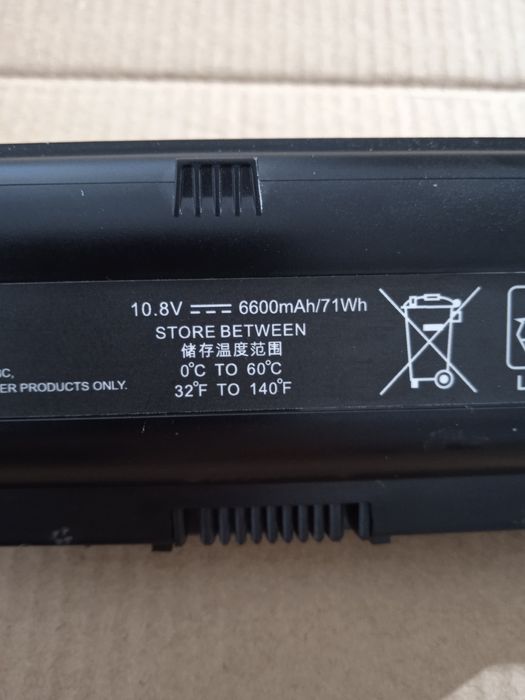 10.8V 6600mAh/71Wh
STORE BETWEEN
储存温度范围
0°C TO 60°C
32°F TO 140°F
C,
ER PRODUCTS ONLY.
L